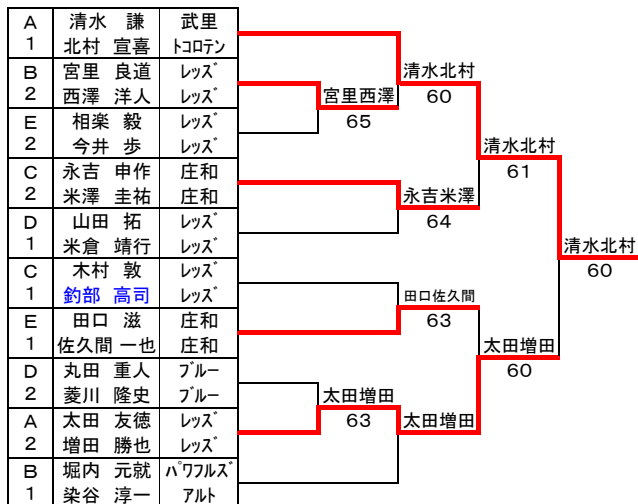 A 清水 謙 武里
1 北村 宣喜 ﾄｺﾛﾃﾝ
B 宮里 良道 ﾚｯｽﾞ
2 西澤 洋人 ﾚｯｽﾞ
E 相楽 毅 ﾚｯｽﾞ
2 今井 歩 ﾚｯｽﾞ
C 永吉 申作 庄和
2 米澤 圭祐 庄和
D 山田 拓 ﾚｯｽﾞ
1 米倉 靖行 ﾚｯｽﾞ
C 木村 敦 ﾚｯｽﾞ
1 釣部 高司 ﾚｯｽﾞ
E 田口 滋 庄和
1 佐久間 一也 庄和
D 丸田 重人 ﾌﾞﾙｰ
2 菱川 隆史 ﾌﾞﾙｰ
A 太田 友徳 ﾚｯｽﾞ
2 増田 勝也 ﾚｯｽﾞ
B 堀内 元就 ﾊﾟﾜﾌﾙｽﾞ
1 染谷 淳一 ｱﾙﾄ
宮里西澤
65
太田増田
63
清水北村
60
永吉米澤
64
田口佐久間
63
太田増田
清水北村
61
太田増田
60
清水北村
60